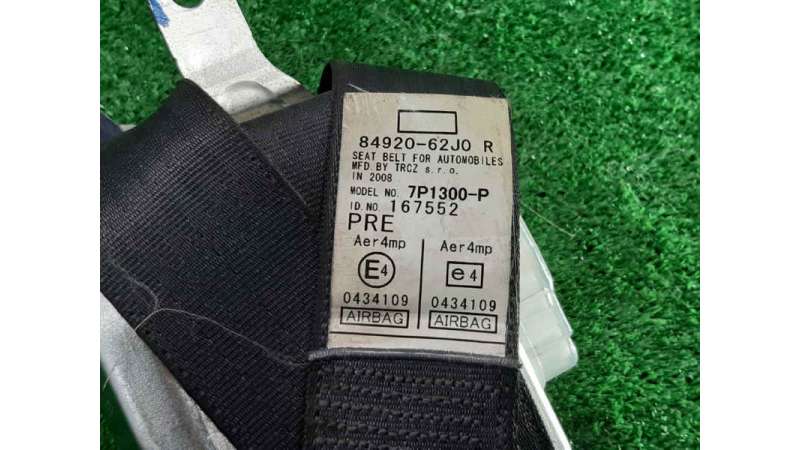 84920-62J0 R
SEAT BELT FOR AUTOMOBILES
MFD BY TRCZ s.r.o.
IN 2008
MODEL NO. 7P1300-P
ID.NO 167552
PRE
Aer4mp Aer4mp
E4 e4
0434109 0434109
AIRBAG AIRBAG